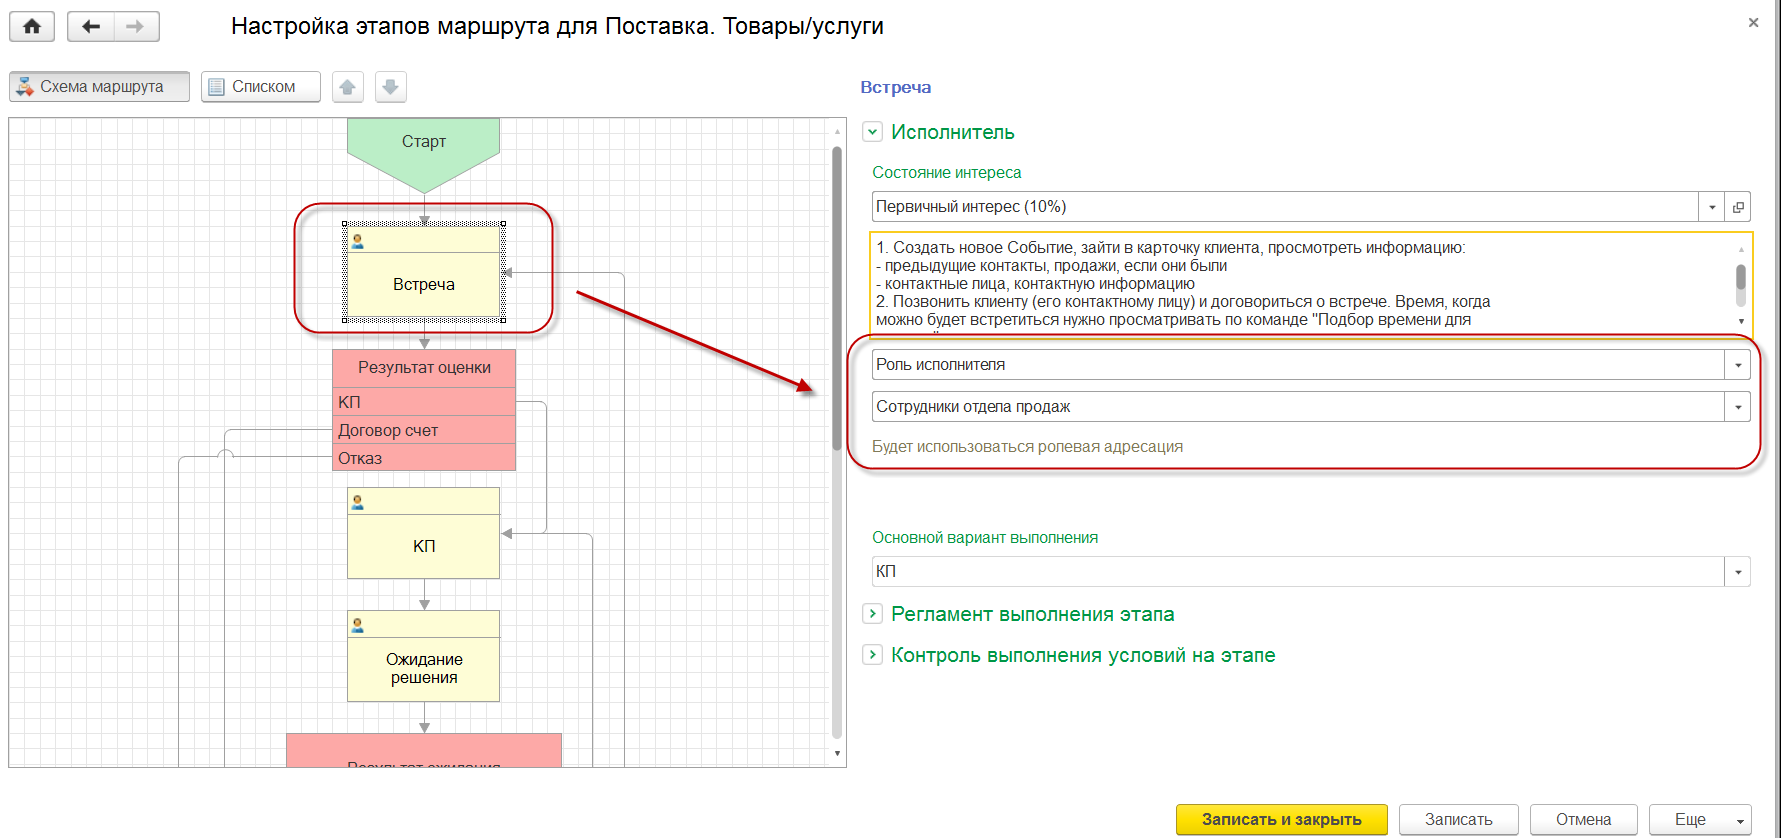 Настройка этапов маршрута для Поставка. Товары/услуги
Схема маршрута
Списком
Старт
Встреча
Результат оценки
КП
Договор счет
Отказ
КП
Ожидание
решения
Результат ожидания
Встреча
Исполнитель
Состояние интереса
Первичный интерес (10%)
1. Создать новое Событие, зайти в карточку клиента, просмотреть информацию:
- предыдущие контакты, продажи, если они были
- контактные лица, контактную информацию
2. Позвонить клиенту (его контактному лицу) и договориться о встрече. Время, когда
можно будет встретиться нужно просматривать по команде "Подбор времени для
Роль исполнителя
Сотрудники отдела продаж
Будет использоваться ролевая адресация
Основной вариант выполнения
КП
Регламент выполнения этапа
Контроль выполнения условий на этапе
Записать и закрыть
Записать
Отмена
Еще